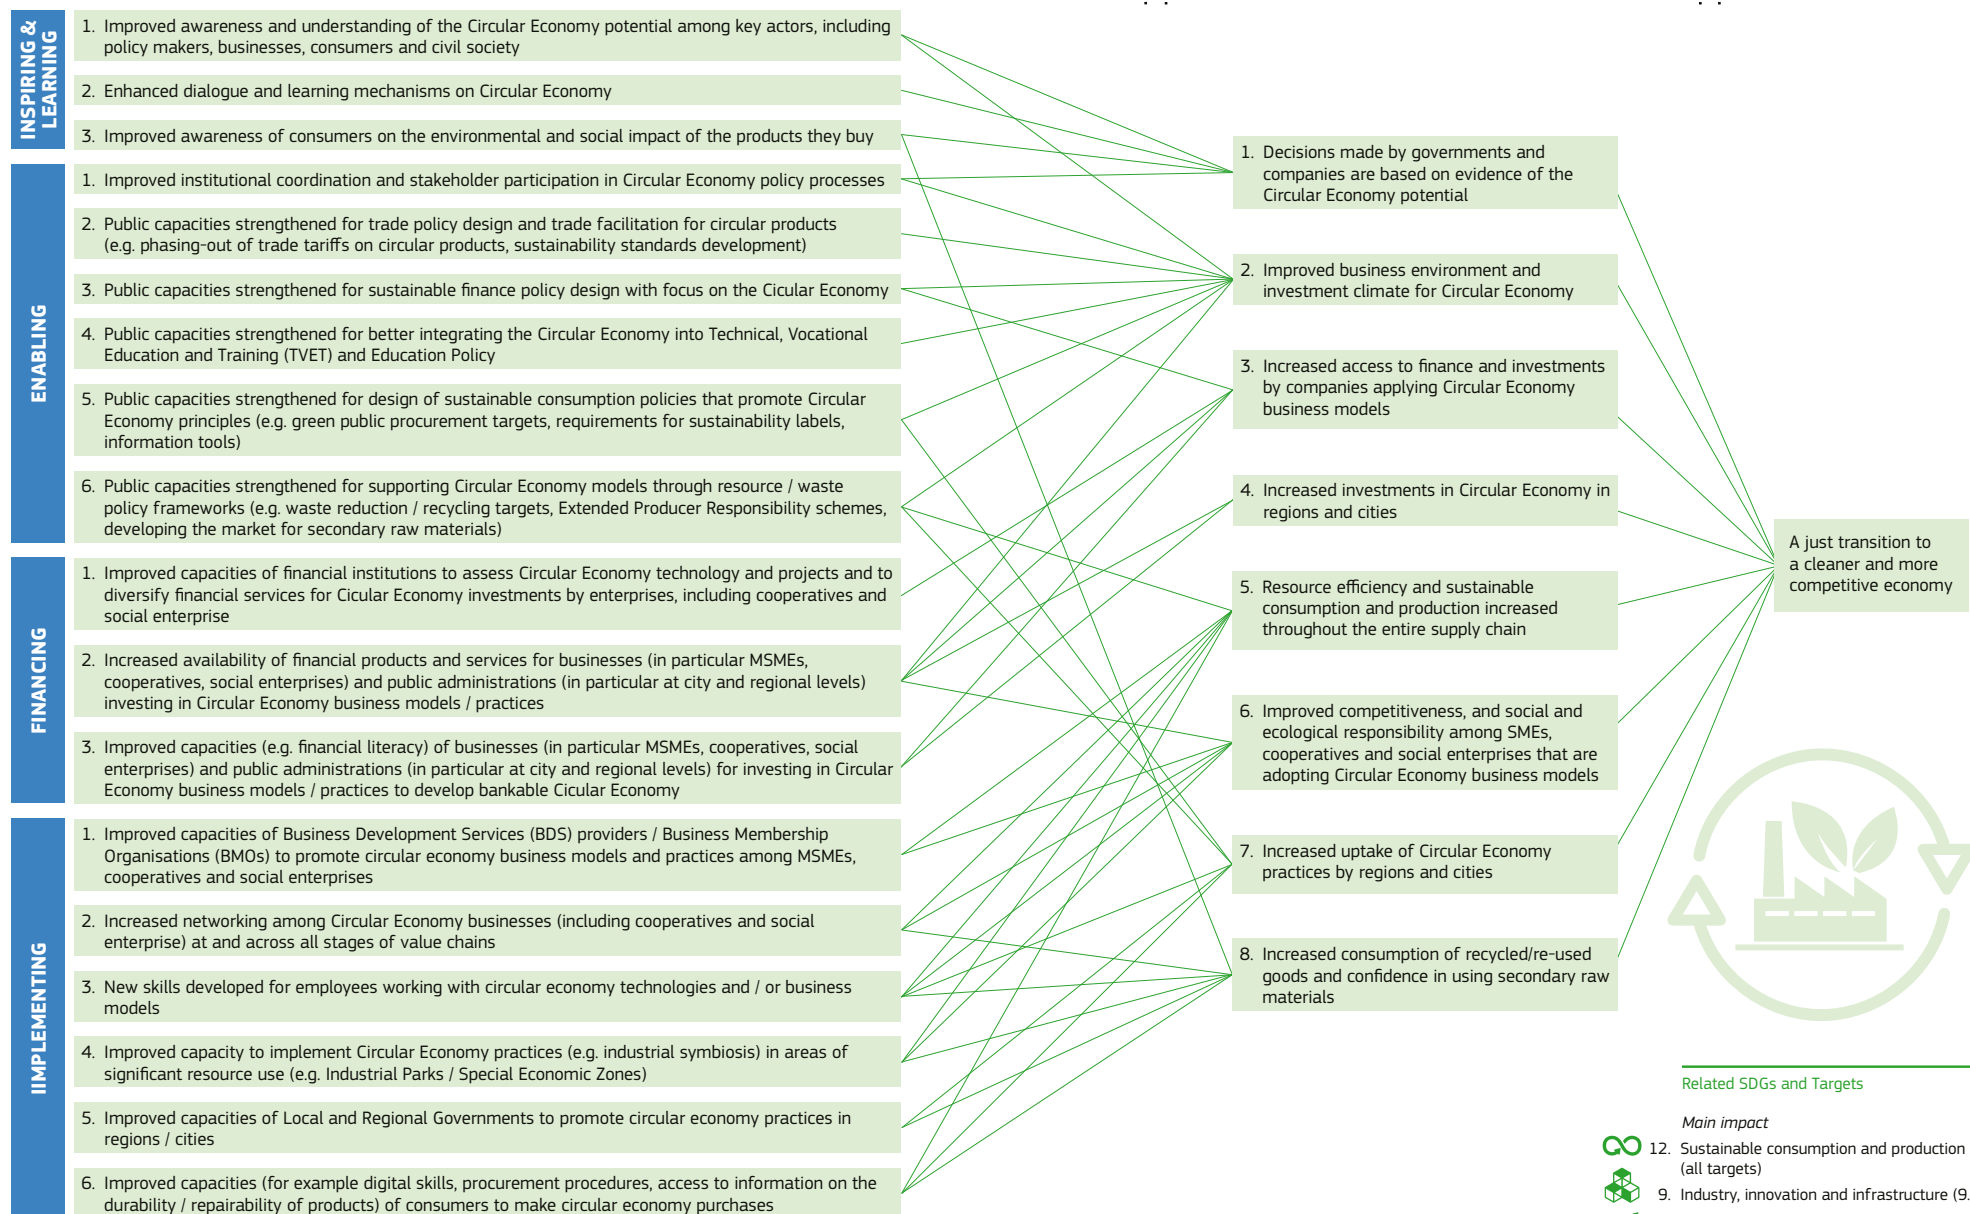 INSPIRING &
LEARNING
1. Improved awareness and understanding of the Circular Economy potential among key actors, including
policy makers, businesses, consumers and civil society
2. Enhanced dialogue and learning mechanisms on Circular Economy
3. Improved awareness of consumers on the environmental and social impact of the products they buy
ENABLING
1. Improved institutional coordination and stakeholder participation in Circular Economy policy processes
2. Public capacities strengthened for trade policy design and trade facilitation for circular products
(e.g. phasing-out of trade tariffs on circular products, sustainability standards development)
3. Public capacities strengthened for sustainable finance policy design with focus on the Cicular Economy
4. Public capacities strengthened for better integrating the Circular Economy into Technical, Vocational
Education and Training (TVET) and Education Policy
5. Public capacities strengthened for design of sustainable consumption policies that promote Circular
Economy principles (e.g. green public procurement targets, requirements for sustainability labels,
information tools)
6. Public capacities strengthened for supporting Circular Economy models through resource / waste
policy frameworks (e.g. waste reduction / recycling targets, Extended Producer Responsibility schemes,
developing the market for secondary raw materials)
FINANCING
1. Improved capacities of financial institutions to assess Circular Economy technology and projects and to
diversify financial services for Cicular Economy investments by enterprises, including cooperatives and
social enterprise
2. Increased availability of financial products and services for businesses (in particular MSMEs,
cooperatives, social enterprises) and public administrations (in particular at city and regional levels)
investing in Circular Economy business models / practices
3. Improved capacities (e.g. financial literacy) of businesses (in particular MSMEs, cooperatives, social
enterprises) and public administrations (in particular at city and regional levels) for investing in Circular
Economy business models / practices to develop bankable Cicular Economy
IIMPLEMENTING
1. Improved capacities of Business Development Services (BDS) providers / Business Membership
Organisations (BMOs) to promote circular economy business models and practices among MSMEs,
cooperatives and social enterprises
2. Increased networking among Circular Economy businesses (including cooperatives and social
enterprise) at and across all stages of value chains
3. New skills developed for employees working with circular economy technologies and / or business
models
4. Improved capacity to implement Circular Economy practices (e.g. industrial symbiosis) in areas of
significant resource use (e.g. Industrial Parks / Special Economic Zones)
5. Improved capacities of Local and Regional Governments to promote circular economy practices in
regions / cities
6. Improved capacities (for example digital skills, procurement procedures, access to information on the
durability / repairability of products) of consumers to make circular economy purchases
1. Decisions made by governments and
companies are based on evidence of the
Circular Economy potential
2. Improved business environment and
investment climate for Circular Economy
3. Increased access to finance and investments
by companies applying Circular Economy
business models
4. Increased investments in Circular Economy in
regions and cities
5. Resource efficiency and sustainable
consumption and production increased
throughout the entire supply chain
6. Improved competitiveness, and social and
ecological responsibility among SMEs,
cooperatives and social enterprises that are
adopting Circular Economy business models
7. Increased uptake of Circular Economy
practices by regions and cities
8. Increased consumption of recycled/re-used
goods and confidence in using secondary raw
materials
A just transition to
a cleaner and more
competitive economy
Related SDGs and Targets
Main impact
12. Sustainable consumption and production
(all targets)
9. Industry, innovation and infrastructure (9.